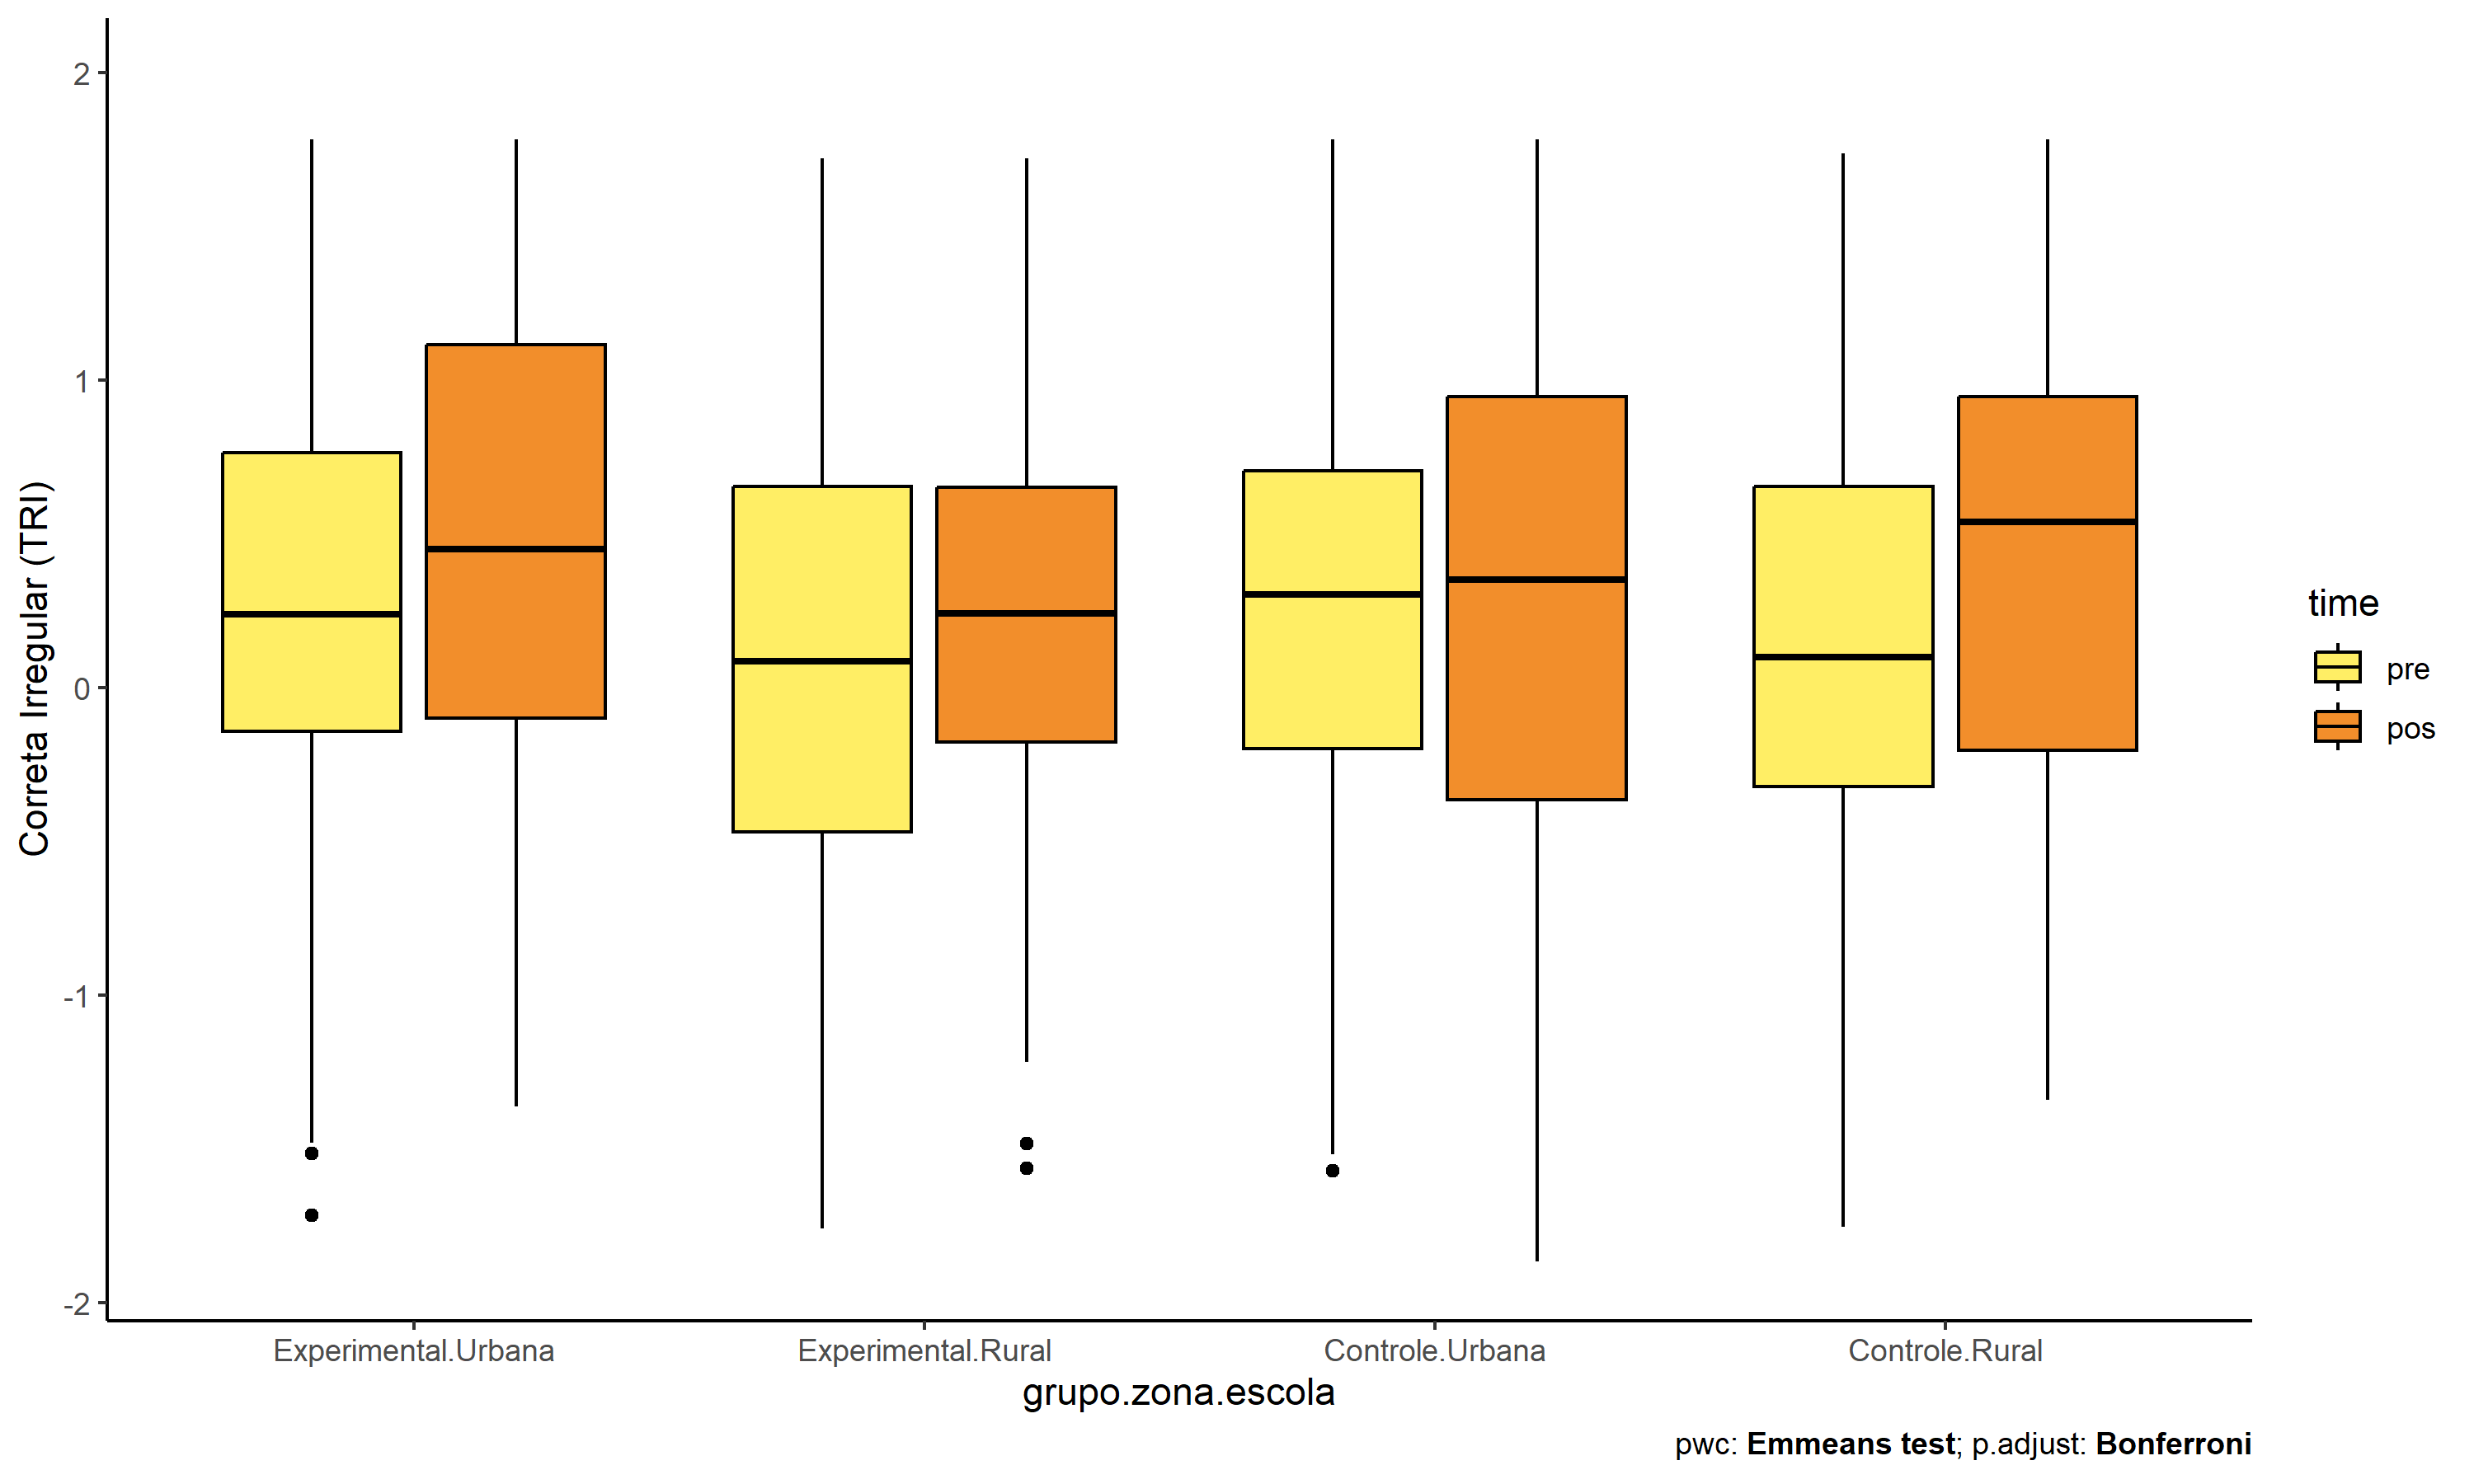 Correta Irregular (TRI)
2
1
0
-1
-2
Experimental.Urbana
Experimental.Rural
Controle.Urbana
Controle.Rural
grupo.zona.escola
time
pre
pos
pwc: Emmeans test; p.adjust: Bonferroni